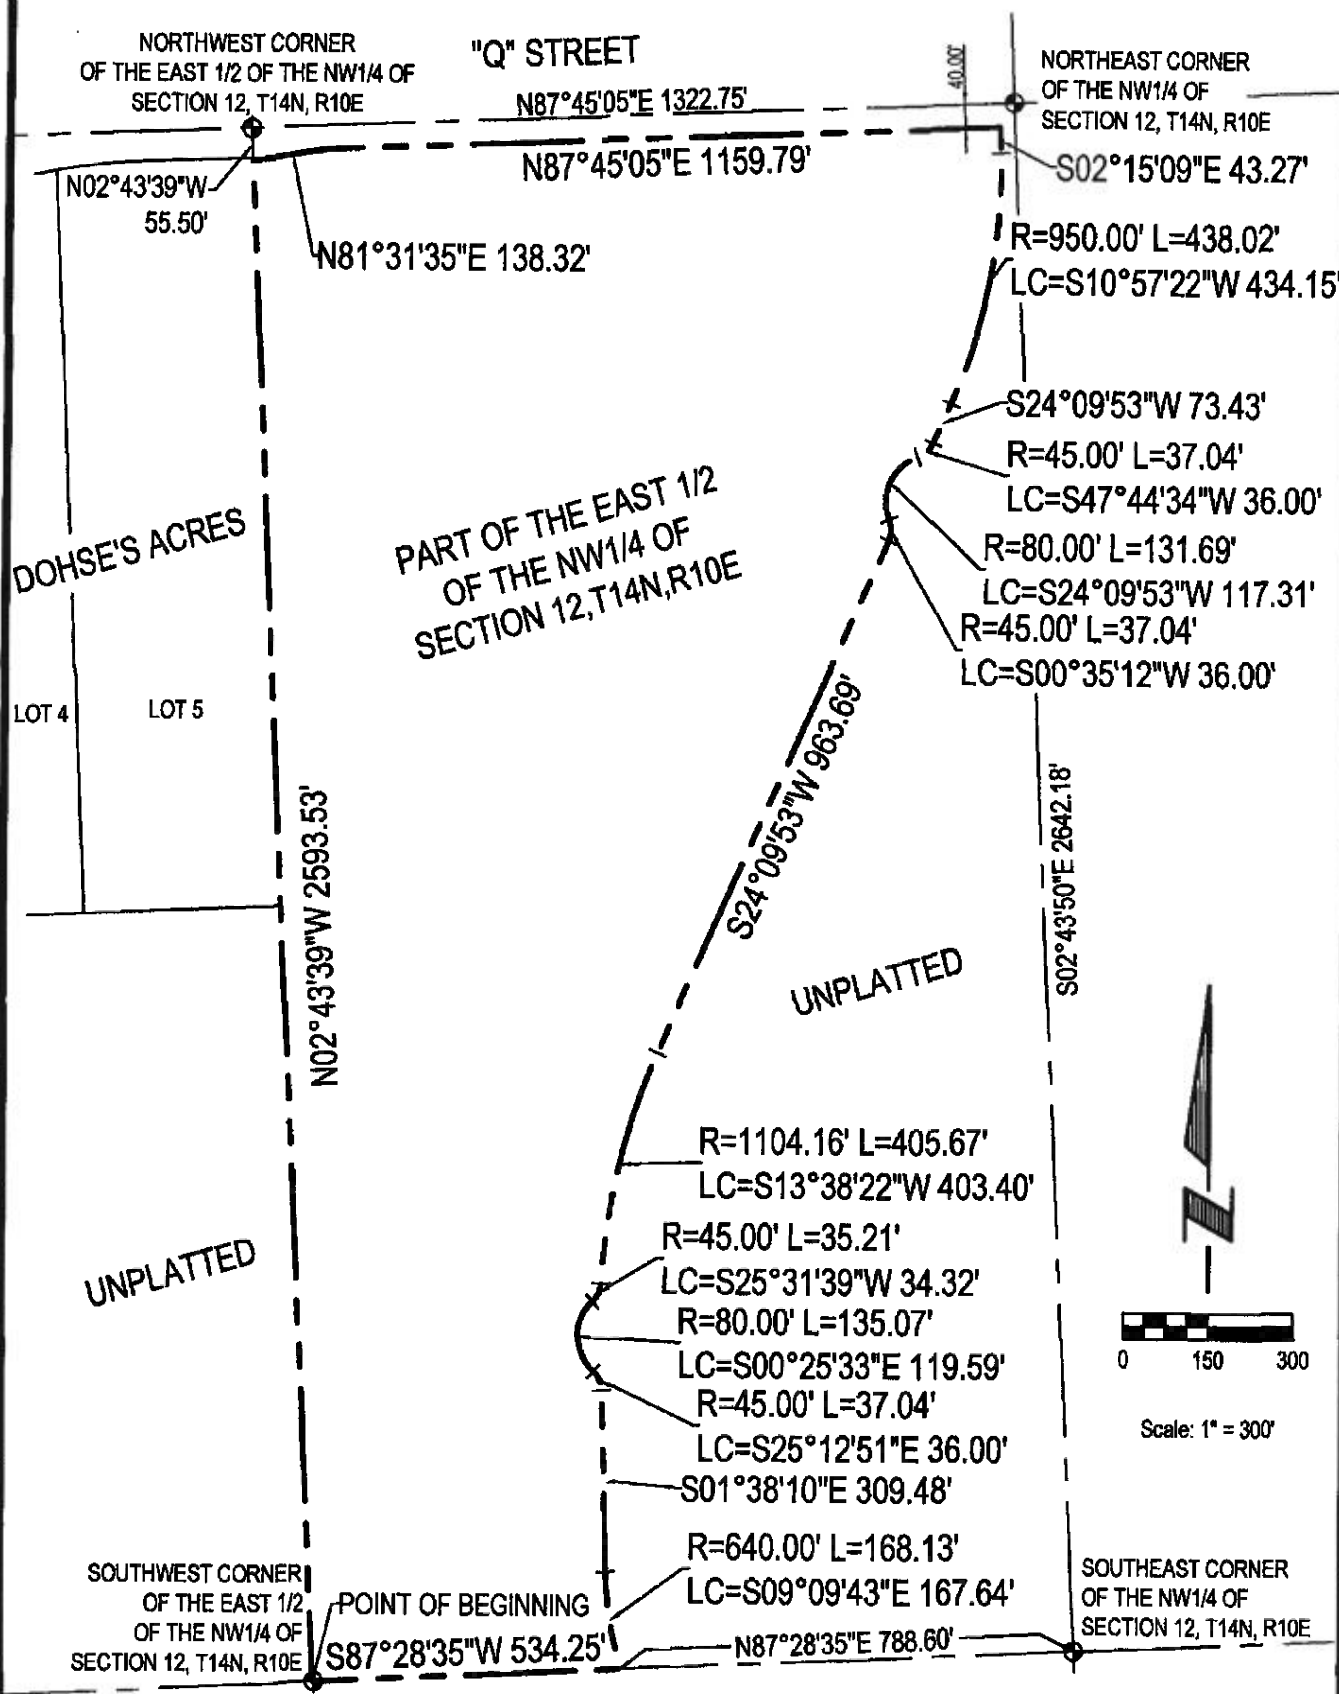 NORTHWEST CORNER
OF THE EAST 1/2 OF THE NW1/4 OF
SECTION 12, T14N, R10E
"Q" STREET
N87°45'05"E 1322.75'
40.00'
NORTHEAST CORNER
OF THE NW1/4 OF
SECTION 12, T14N, R10E
N87°45'05"E 1159.79'
S02°15'09"E 43.27'
N02°43'39"W
55.50'
N81°31'35"E 138.32'
R=950.00' L=438.02'
LC=S10°57'22"W 434.15'
S24°09'53"W 73.43'
R=45.00' L=37.04'
LC=S47°44'34"W 36.00'
R=80.00' L=131.69'
LC=S24°09'53"W 117.31'
R=45.00' L=37.04'
LC=S00°35'12"W 36.00'
DOHSE'S ACRES
PART OF THE EAST 1/2
OF THE NW1/4 OF
SECTION 12,T14N,R10E
LOT 4
LOT 5
S24°09'53"W 963.69'
N02°43'39"W 2593.53'
S02°43'50"E 2642.18'
UNPLATTED
R=1104.16' L=405.67'
LC=S13°38'22"W 403.40'
UNPLATTED
R=45.00' L=35.21'
LC=S25°31'39"W 34.32'
R=80.00' L=135.07'
LC=S00°25'33"E 119.59'
R=45.00' L=37.04'
LC=S25°12'51"E 36.00'
S01°38'10"E 309.48'
0 150 300
Scale: 1" = 300'
R=640.00' L=168.13'
LC=S09°09'43"E 167.64'
SOUTHWEST CORNER
OF THE EAST 1/2
OF THE NW1/4 OF
SECTION 12, T14N, R10E
POINT OF BEGINNING
S87°28'35"W 534.25'
N87°28'35"E 788.60'
SOUTHEAST CORNER
OF THE NW1/4 OF
SECTION 12, T14N, R10E